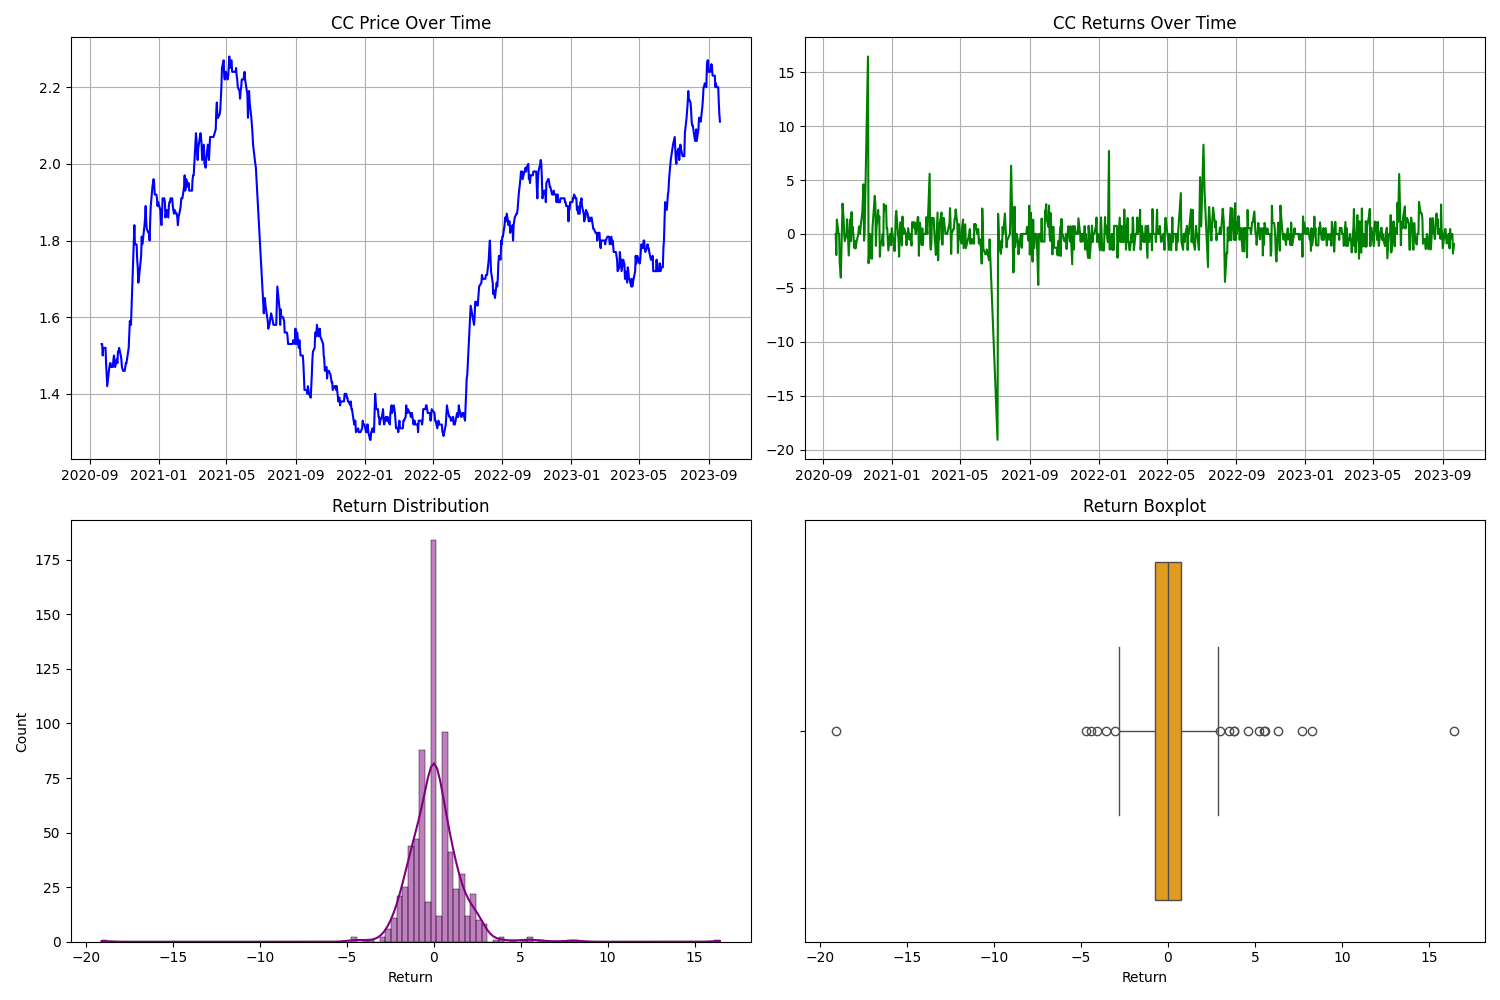 CC Price Over Time
2.2
2.0
1.8
1.6
1.4
2020-09 2021-01 2021-05 2021-09 2022-01 2022-05 2022-09 2023-01 2023-05 2023-09
CC Returns Over Time
15
10
5
0
−5
−10
−15
−20
2020-09 2021-01 2021-05 2021-09 2022-01 2022-05 2022-09 2023-01 2023-05 2023-09
Return Distribution
Count
175
150
125
100
75
50
25
0
−20 −15 −10 −5 0 5 10 15
Return
Return Boxplot
−20 −15 −10 −5 0 5 10 15
Return